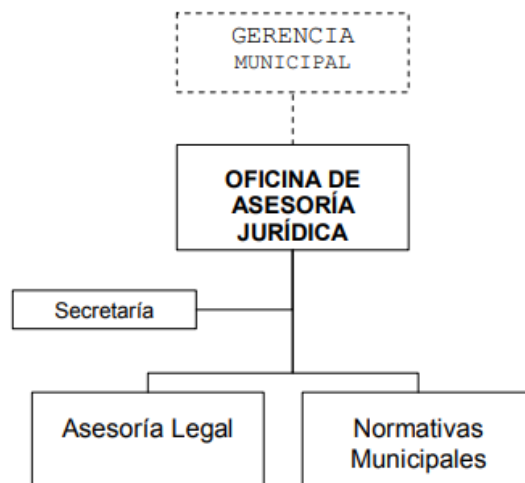 GERENCIA
MUNICIPAL
OFICINA DE
ASESORÍA
JURÍDICA
Secretaría
Asesoría Legal
Normativas
Municipales